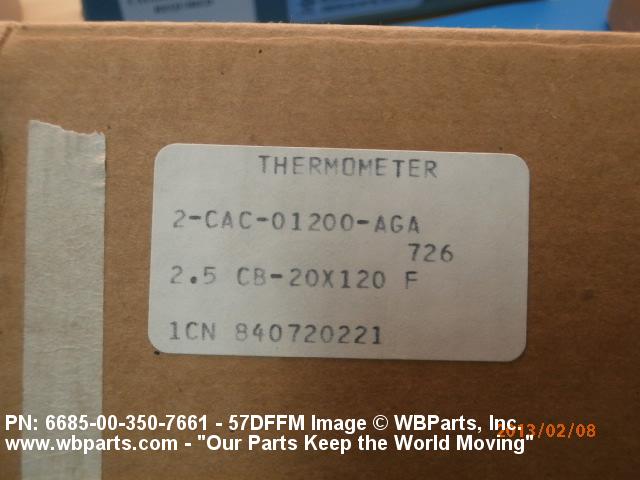 THERMOMETER
2-CAC-01200-AGA
726
2.5 CB-20X120 F
1CN 840720221
PN: 6685-00-350-7661 - 57DFFM Image © WBParts, Inc.
2013/02/08
www.wbparts.com - "Our Parts Keep the World Moving"